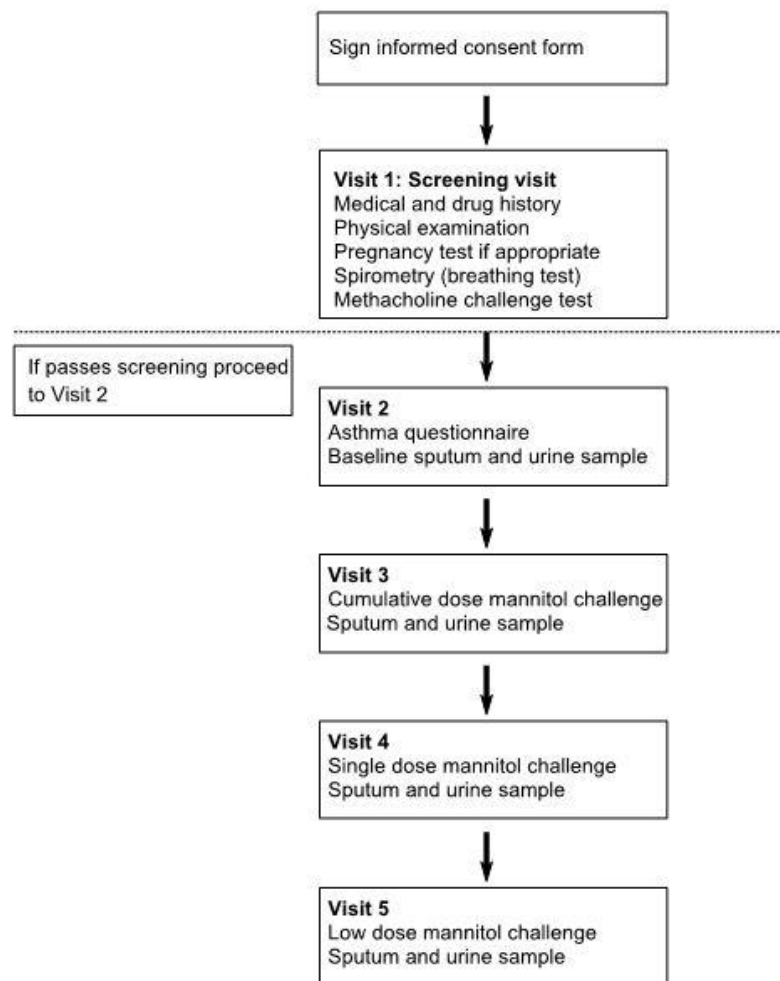 Sign informed consent form
Visit 1: Screening visit
Medical and drug history
Physical examination
Pregnancy test if appropriate
Spirometry (breathing test)
Methacholine challenge test
If passes screening proceed
to Visit 2
Visit 2
Asthma questionnaire
Baseline sputum and urine sample
Visit 3
Cumulative dose mannitol challenge
Sputum and urine sample
Visit 4
Single dose mannitol challenge
Sputum and urine sample
Visit 5
Low dose mannitol challenge
Sputum and urine sample